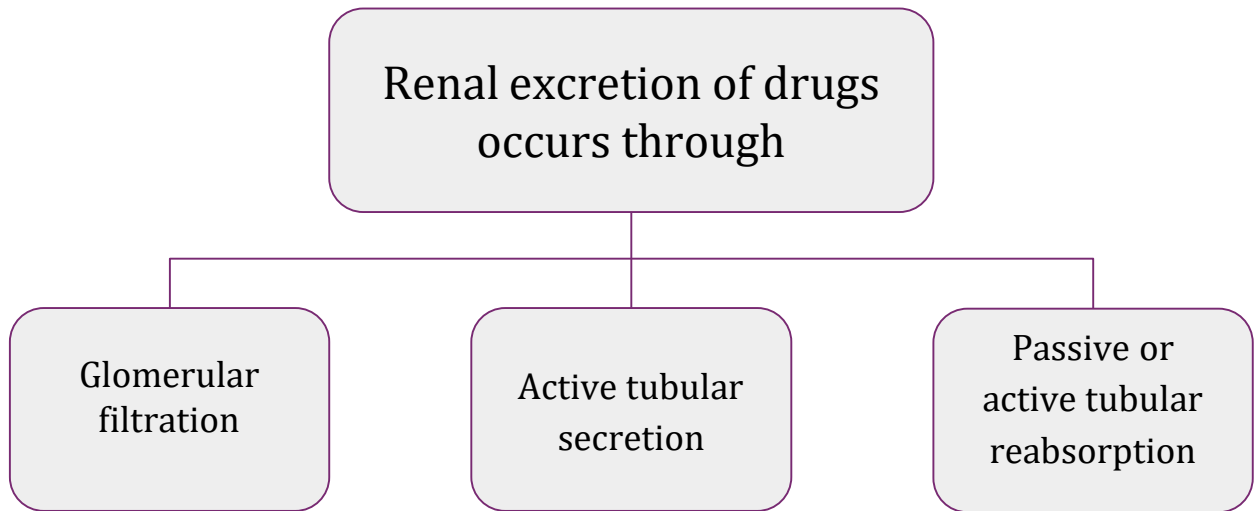 Renal excretion of drugs
occurs through
Glomerular
filtration
Active tubular
secretion
Passive or
active tubular
reabsorption